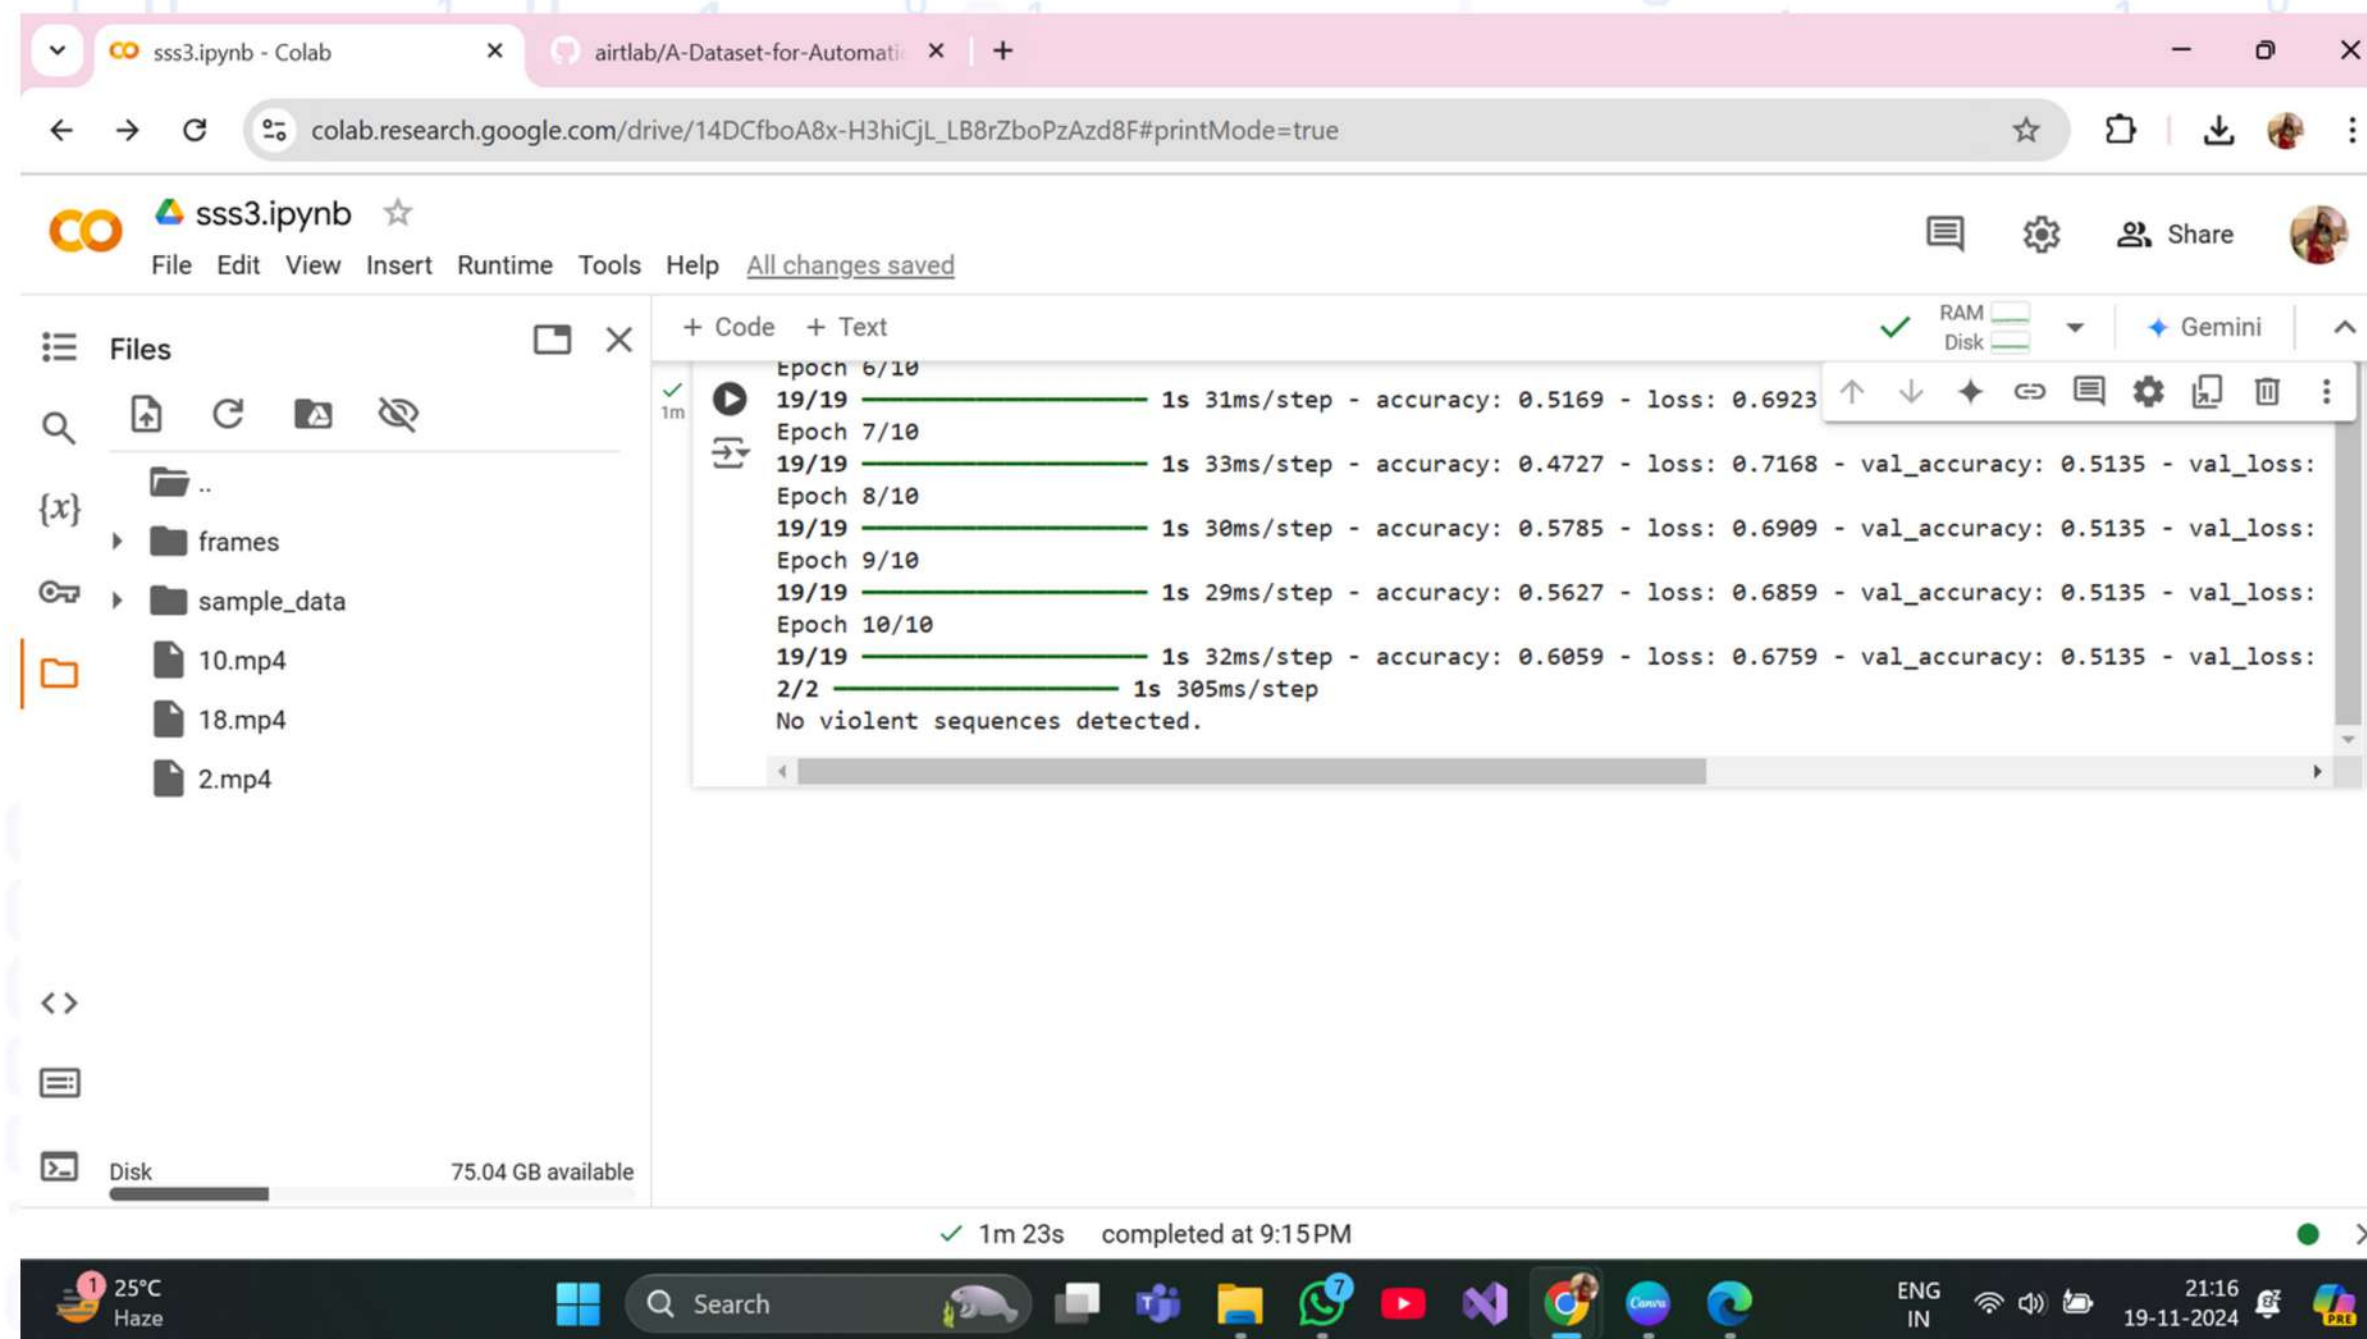 sss3.ipynb - Colab
airtlab/A-Dataset-for-Automati
colab.research.google.com/drive/14DCfboA8x-H3hiCjL_LB8rZboPzAzd8F#printMode=true
CO sss3.ipynb
File Edit View Insert Runtime Tools Help All changes saved
Share
Files
+ Code + Text
RAM
Disk
Gemini
..
frames
sample_data
10.mp4
18.mp4
2.mp4
{x}
Disk 75.04 GB available
1m
Epoch 6/10
19/19 1s 31ms/step - accuracy: 0.5169 - loss: 0.6923
Epoch 7/10
19/19 1s 33ms/step - accuracy: 0.4727 - loss: 0.7168 - val_accuracy: 0.5135 - val_loss:
Epoch 8/10
19/19 1s 30ms/step - accuracy: 0.5785 - loss: 0.6909 - val_accuracy: 0.5135 - val_loss:
Epoch 9/10
19/19 1s 29ms/step - accuracy: 0.5627 - loss: 0.6859 - val_accuracy: 0.5135 - val_loss:
Epoch 10/10
19/19 1s 32ms/step - accuracy: 0.6059 - loss: 0.6759 - val_accuracy: 0.5135 - val_loss:
2/2 1s 305ms/step
No violent sequences detected.
1m 23s completed at 9:15 PM
1
25°C
Haze
Search
7
Canva
ENG
IN
21:16
19-11-2024
PRE